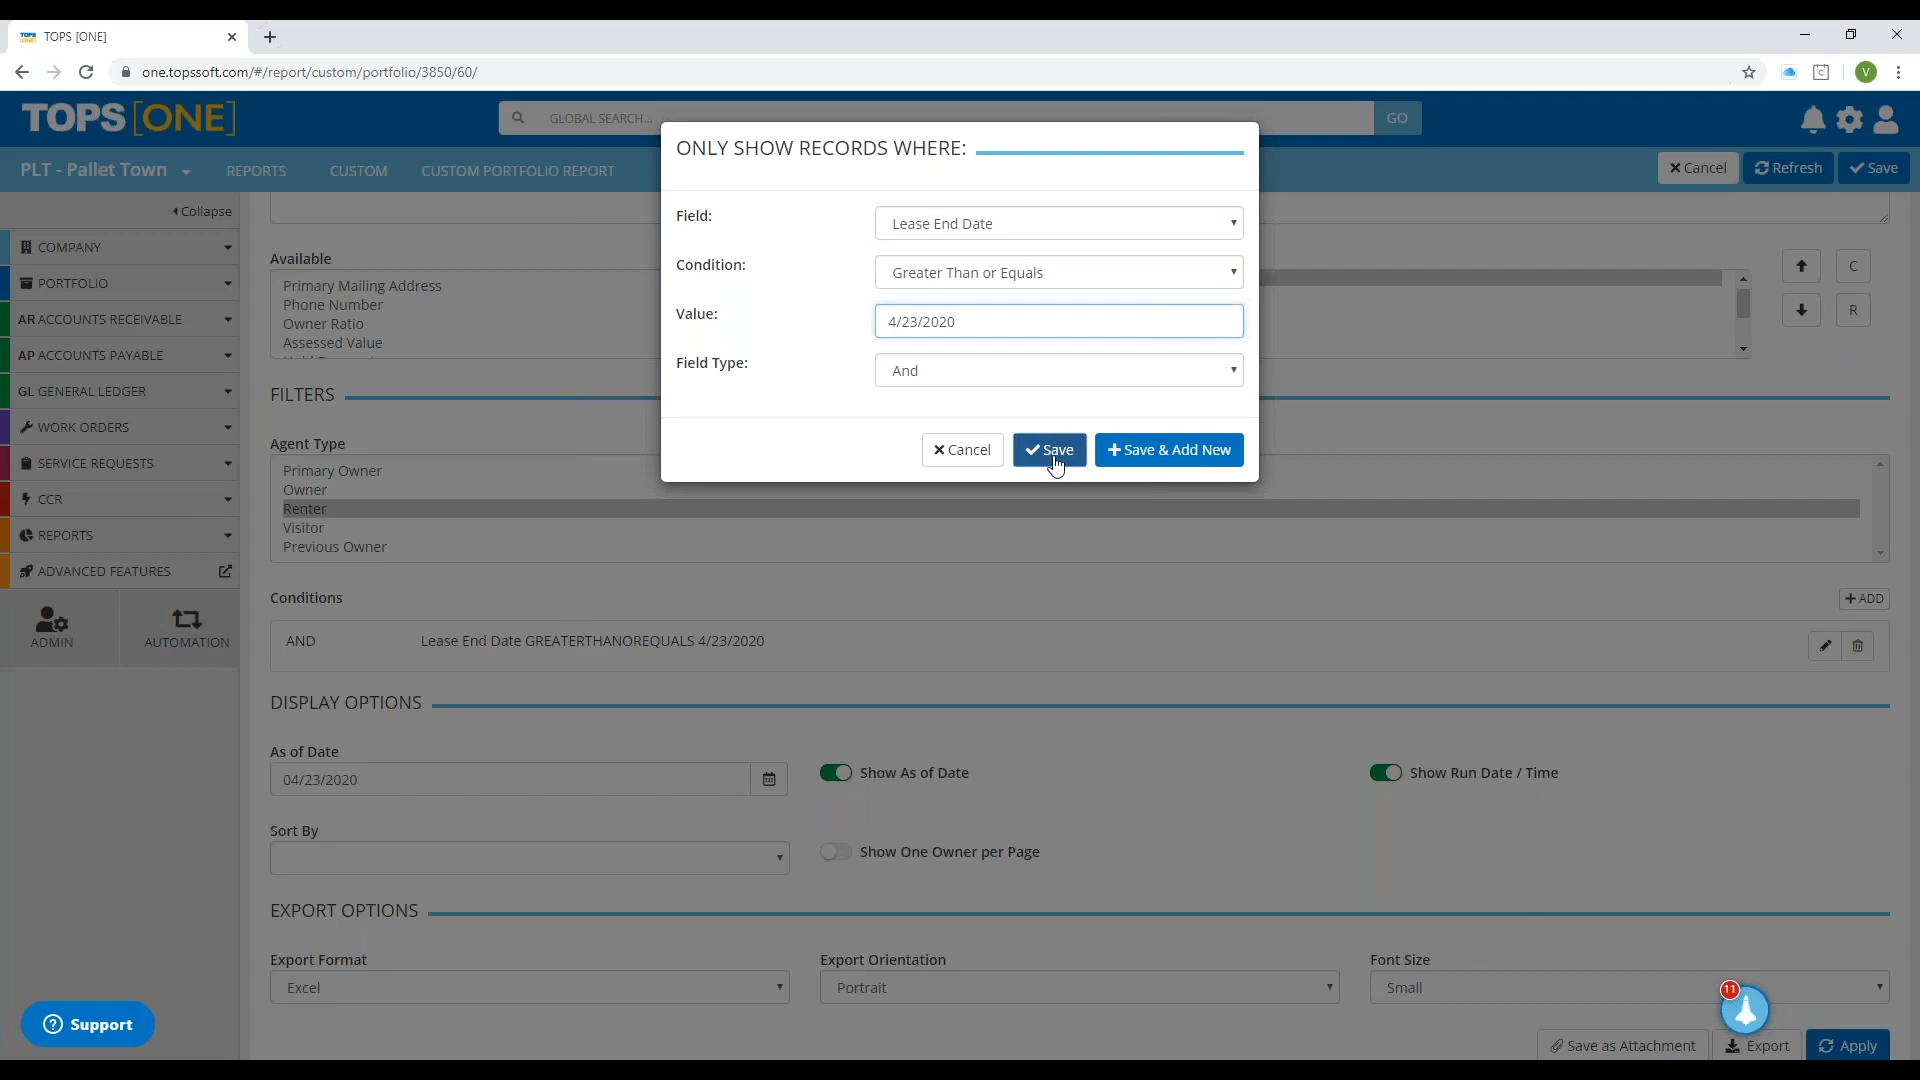 TOPS [ONE]
one.topssoft.com/#/report/custom/portfolio/3850/60/
V
TOPS [ONE]
GLOBAL SEARCH...
GO
PLT - Pallet Town
REPORTS
CUSTOM
CUSTOM PORTFOLIO REPORT
Cancel
Refresh
Save
Collapse
COMPANY
PORTFOLIO
AR ACCOUNTS RECEIVABLE
AP ACCOUNTS PAYABLE
GL GENERAL LEDGER
WORK ORDERS
SERVICE REQUESTS
CCR
REPORTS
ADVANCED FEATURES
ADMIN
AUTOMATION
Support
ONLY SHOW RECORDS WHERE:
Field:
Lease End Date
Condition:
Greater Than or Equals
Value:
4/23/2020
Field Type:
And
Cancel
Save
Save & Add New
Available
Primary Mailing Address
Phone Number
Owner Ratio
Assessed Value
C
R
FILTERS
Agent Type
Primary Owner
Owner
Renter
Visitor
Previous Owner
Conditions
ADD
AND
Lease End Date GREATERTHANOREQUALS 4/23/2020
DISPLAY OPTIONS
As of Date
04/23/2020
Show As of Date
Show Run Date / Time
Sort By
Show One Owner per Page
EXPORT OPTIONS
Export Format
Excel
Export Orientation
Portrait
Font Size
Small
11
Save as Attachment
Export
Apply